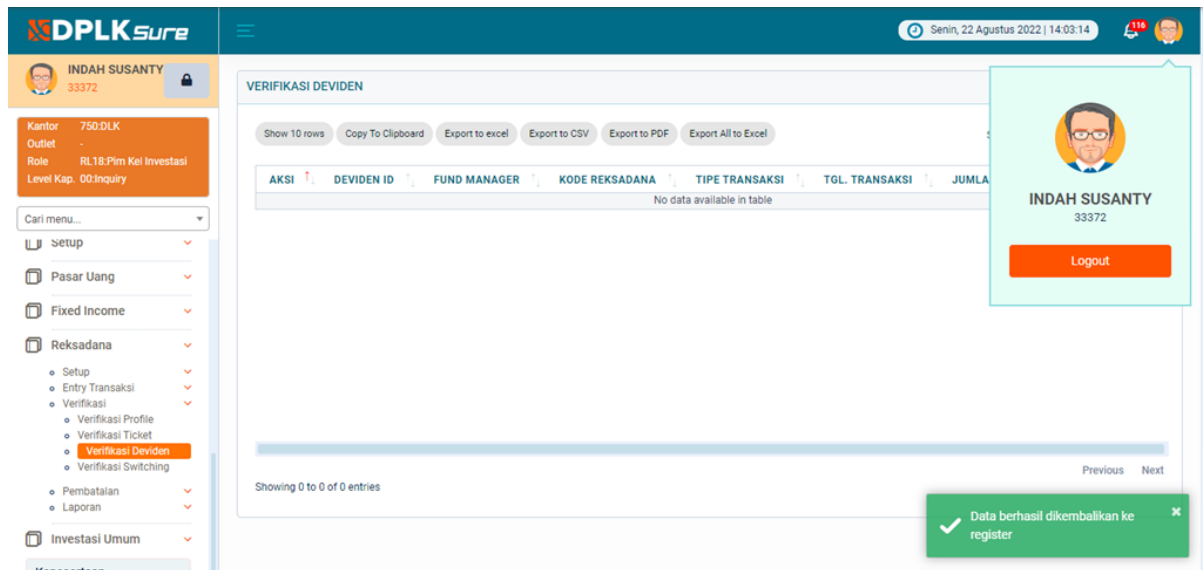 DPLKsure
Senin, 22 Agustus 2022 | 14:03:14
116
INDAH SUSANTY
33372
Kantor 750:DLK
Outlet -
Role RL18:Pim Kel Investasi
Level Kap. 00:Inquiry
Cari menu...
Setup
Pasar Uang
Fixed Income
Reksadana
Setup
Entry Transaksi
Verifikasi
Verifikasi Profile
Verifikasi Ticket
Verifikasi Deviden
Verifikasi Switching
Pembatalan
Laporan
Investasi Umum
VERIFIKASI DEVIDEN
Show 10 rows Copy To Clipboard Export to excel Export to CSV Export to PDF Export All to Excel
AKSI DEVIDEN ID FUND MANAGER KODE REKSADANA TIPE TRANSAKSI TGL. TRANSAKSI JUMLA
No data available in table
Previous Next
Showing 0 to 0 of 0 entries
INDAH SUSANTY
33372
Logout
Data berhasil dikembalikan ke
register
×